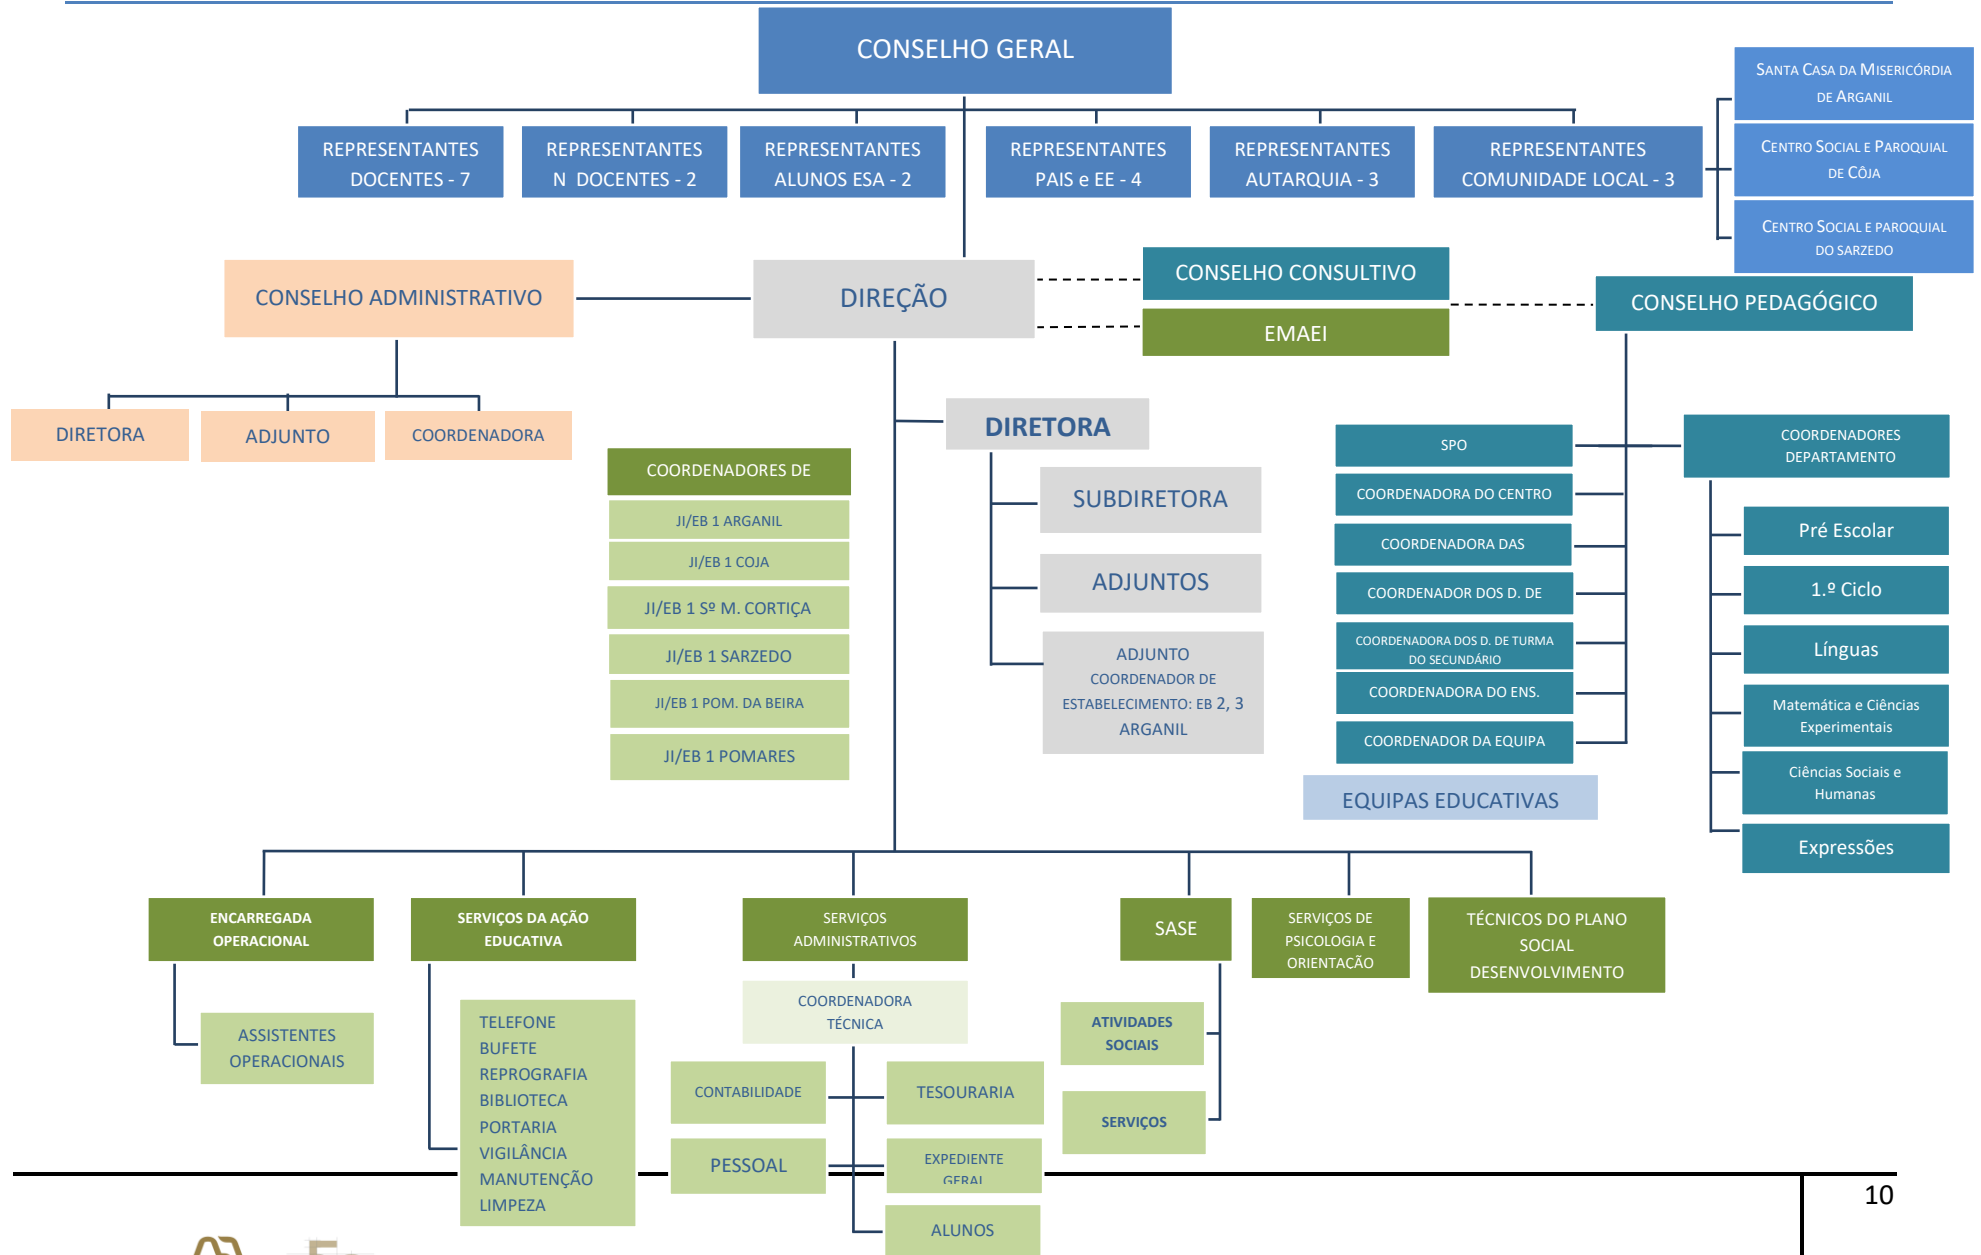 CONSELHO GERAL
SANTA CASA DA MISERICÓRDIA
DE ARGANIL
CENTRO SOCIAL E PAROQUIAL
DE CÔJA
CENTRO SOCIAL E PAROQUIAL
DO SARZEDO
REPRESENTANTES
DOCENTES - 7
REPRESENTANTES
N DOCENTES - 2
REPRESENTANTES
ALUNOS ESA - 2
REPRESENTANTES
PAIS e EE - 4
REPRESENTANTES
AUTARQUIA - 3
REPRESENTANTES
COMUNIDADE LOCAL - 3
CONSELHO ADMINISTRATIVO
DIREÇÃO
CONSELHO CONSULTIVO
EMAEI
CONSELHO PEDAGÓGICO
DIRETORA
ADJUNTO
COORDENADORA
COORDENADORES DE
JI/EB 1 ARGANIL
JI/EB 1 COJA
JI/EB 1 Sº M. CORTIÇA
JI/EB 1 SARZEDO
JI/EB 1 POM. DA BEIRA
JI/EB 1 POMARES
DIRETORA
SUBDIRETORA
ADJUNTOS
ADJUNTO
COORDENADOR DE
ESTABELECIMENTO: EB 2, 3
ARGANIL
SPO
COORDENADORA DO CENTRO
COORDENADORA DAS
COORDENADOR DOS D. DE
COORDENADORA DOS D. DE TURMA
DO SECUNDÁRIO
COORDENADORA DO ENS.
COORDENADOR DA EQUIPA
EQUIPAS EDUCATIVAS
COORDENADORES
DEPARTAMENTO
Pré Escolar
1.º Ciclo
Línguas
Matemática e Ciências
Experimentais
Ciências Sociais e
Humanas
Expressões
ENCARREGADA
OPERACIONAL
ASSISTENTES
OPERACIONAIS
SERVIÇOS DA AÇÃO
EDUCATIVA
TELEFONE
BUFETE
REPROGRAFIA
BIBLIOTECA
PORTARIA
VIGILÂNCIA
MANUTENÇÃO
LIMPEZA
SERVIÇOS
ADMINISTRATIVOS
COORDENADORA
TÉCNICA
CONTABILIDADE
TESOURARIA
PESSOAL
EXPEDIENTE
GERAL
ALUNOS
SASE
ATIVIDADES
SOCIAIS
SERVIÇOS
SERVIÇOS DE
PSICOLOGIA E
ORIENTAÇÃO
TÉCNICOS DO PLANO
SOCIAL
DESENVOLVIMENTO
10